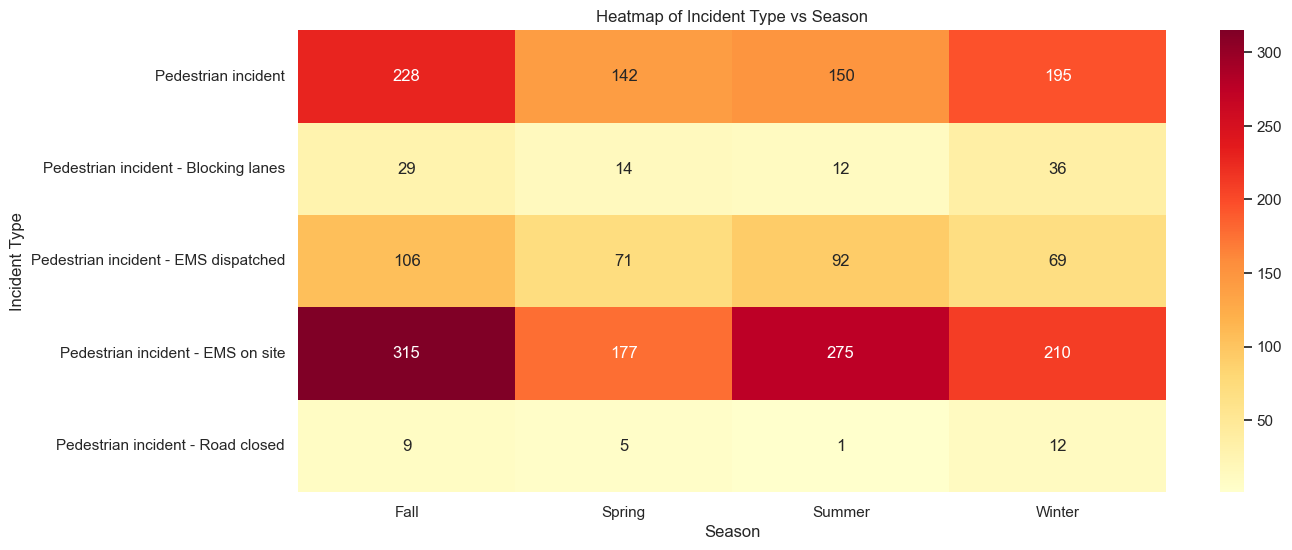 Heatmap of Incident Type vs Season
Incident Type
Pedestrian incident 228 142 150 195
Pedestrian incident - Blocking lanes 29 14 12 36
Pedestrian incident - EMS dispatched 106 71 92 69
Pedestrian incident - EMS on site 315 177 275 210
Pedestrian incident - Road closed 9 5 1 12
Fall Spring Summer Winter
Season
300
250
200
150
100
50